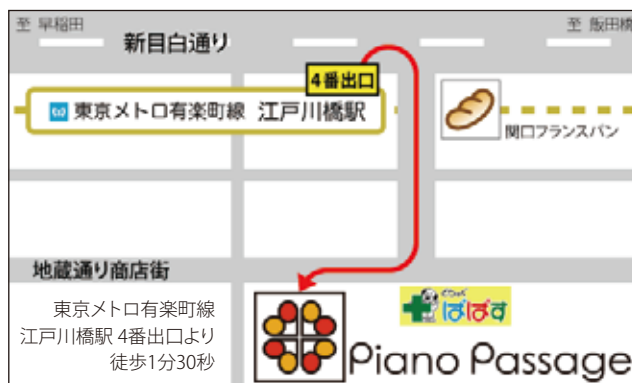 至 早稲田
至 飯田橋
新目白通り
4番出口
東京メトロ有楽町線 江戸川橋駅
関口フランスパン
地蔵通り商店街
東京メトロ有楽町線
江戸川橋駅 4番出口より
徒歩1分30秒
くすりの
ぱぱす
Piano Passage